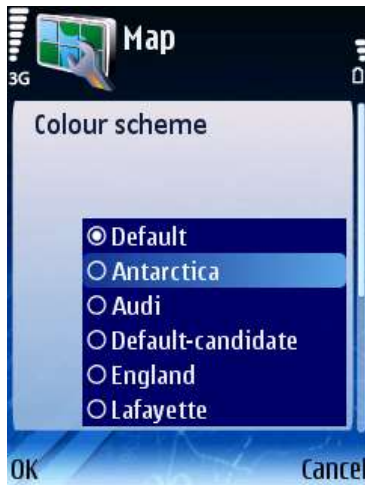 Map
3G
Colour scheme
Default
Antarctica
Audi
Default-candidate
England
Lafayette
OK Cancel